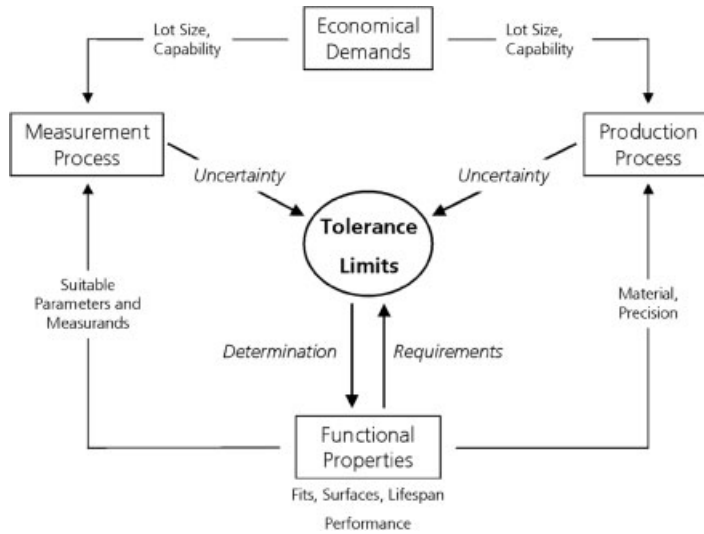 Economical
Demands
Lot Size,
Capability
Lot Size,
Capability
Measurement
Process
Production
Process
Uncertainty
Uncertainty
Tolerance
Limits
Suitable
Parameters and
Measurands
Material,
Precision
Determination
Requirements
Functional
Properties
Fits, Surfaces, Lifespan
Performance